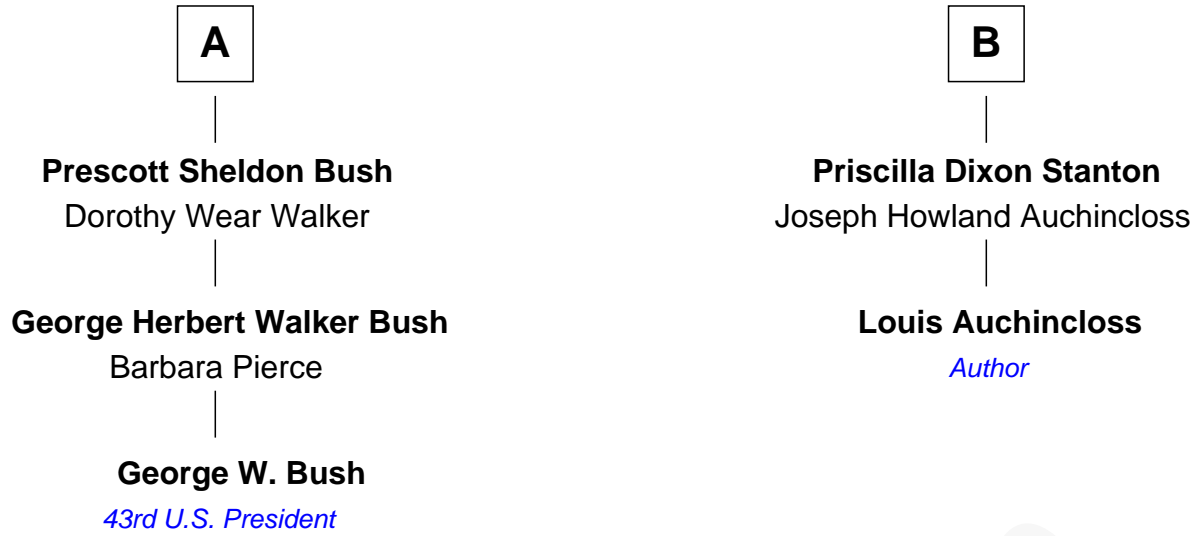 A
Prescott Sheldon Bush
Dorothy Wear Walker
George Herbert Walker Bush
Barbara Pierce
George W. Bush
43rd U.S. President
B
Priscilla Dixon Stanton
Joseph Howland Auchincloss
Louis Auchincloss
Author